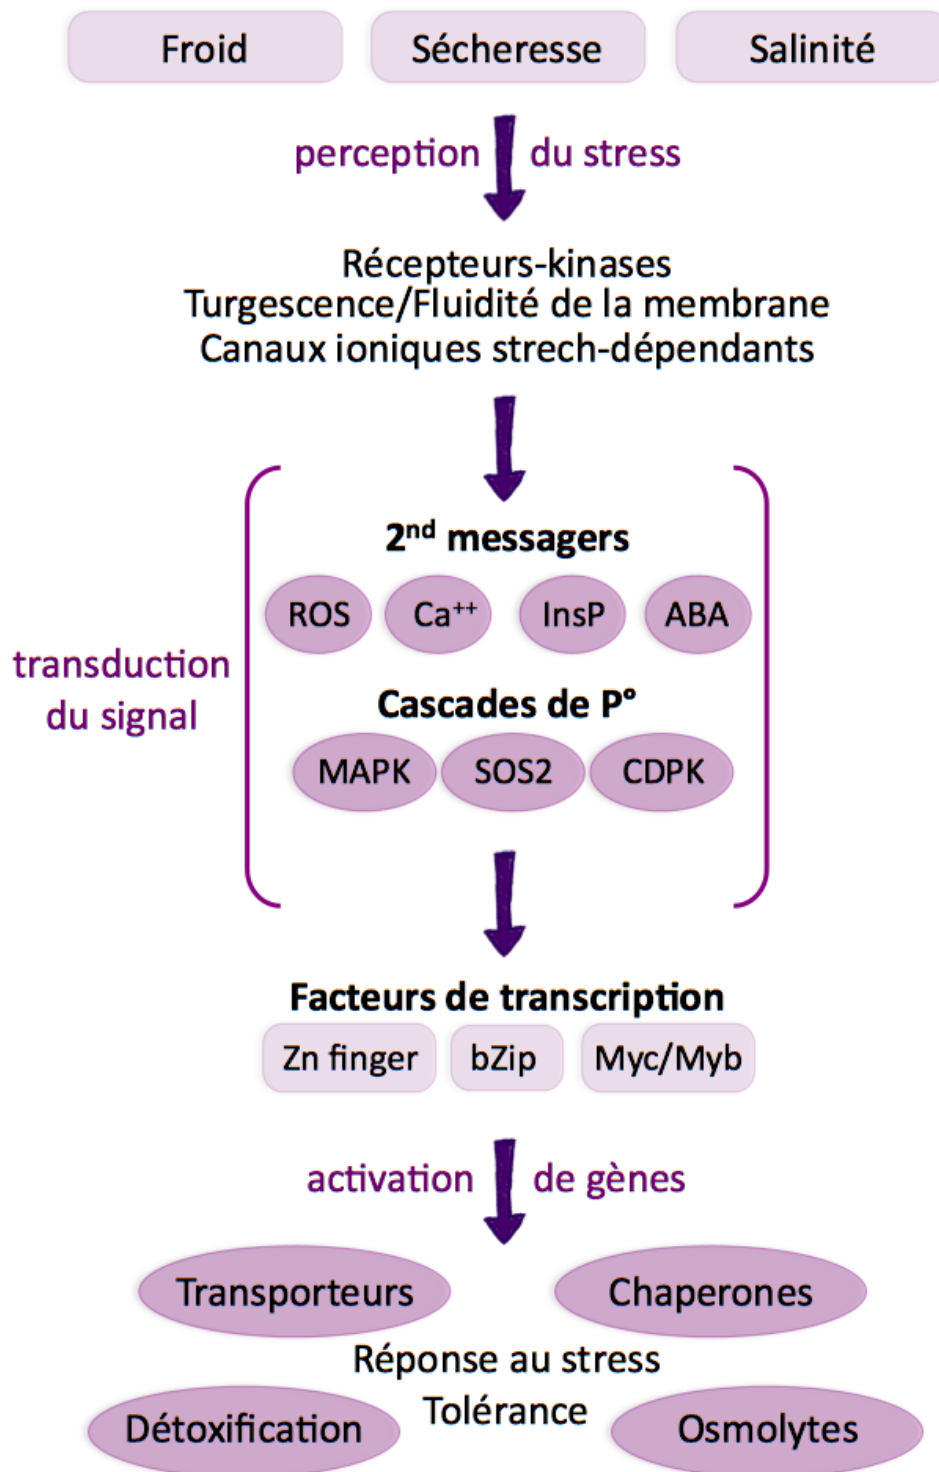 Froid Sécheresse Salinité
perception du stress
Récepteurs-kinases
Turgescence/Fluidité de la membrane
Canaux ioniques strech-dépendants
2nd messagers
ROS Ca++ InsP ABA
transduction
du signal
Cascades de P°
MAPK SOS2 CDPK
Facteurs de transcription
Zn finger bZip Myc/Myb
activation de gènes
Transporteurs Chaperones
Réponse au stress
Tolérance
Détoxification Osmolytes